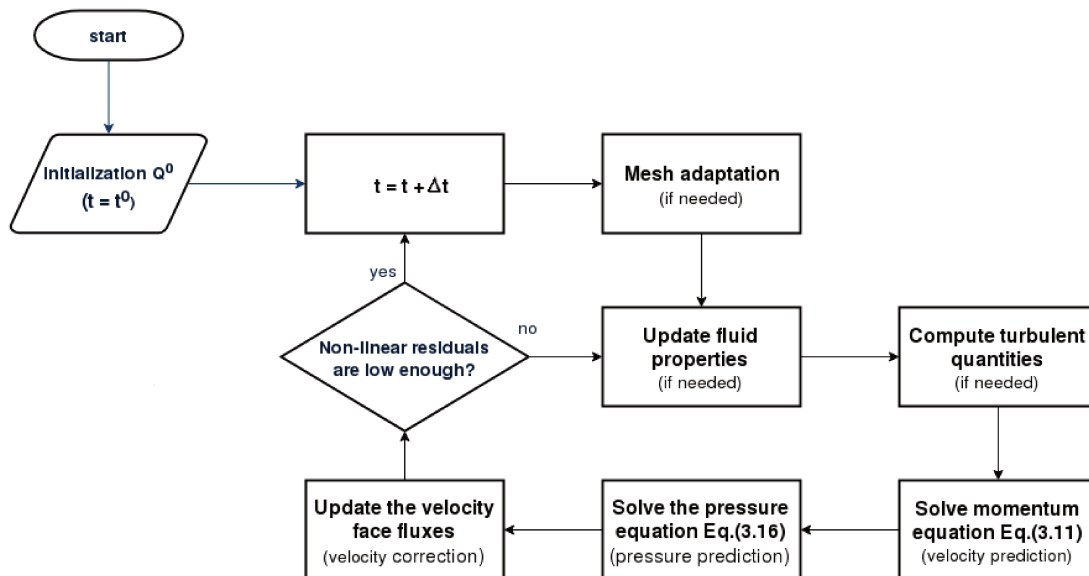 start
Initialization Q⁰
(t = t⁰)
t = t + Δt
Mesh adaptation
(if needed)
yes
Non-linear residuals
are low enough?
no
Update fluid
properties
(if needed)
Compute turbulent
quantities
(if needed)
Update the velocity
face fluxes
(velocity correction)
Solve the pressure
equation Eq.(3.16)
(pressure prediction)
Solve momentum
equation Eq.(3.11)
(velocity prediction)